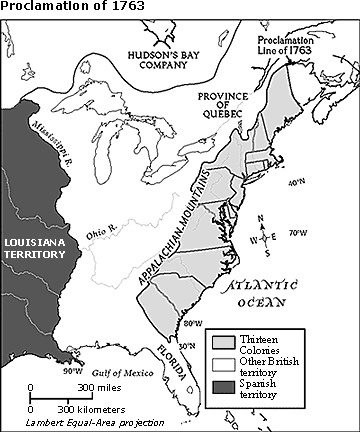 Proclamation of 1763
HUDSON'S BAY
COMPANY
Proclamation
Line of 1763
PROVINCE
OF
QUEBEC
Mississippi R.
APPALACHIAN MOUNTAINS
40°N
Ohio R.
N
W
E
S
70°W
LOUISIANA
TERRITORY
ATLANTIC
OCEAN
80°W
30°N
FLORIDA
90°W
Gulf of Mexico
Thirteen
Colonies
Other British
territory
Spanish
territory
0 300 miles
0 300 kilometers
Lambert Equal-Area projection